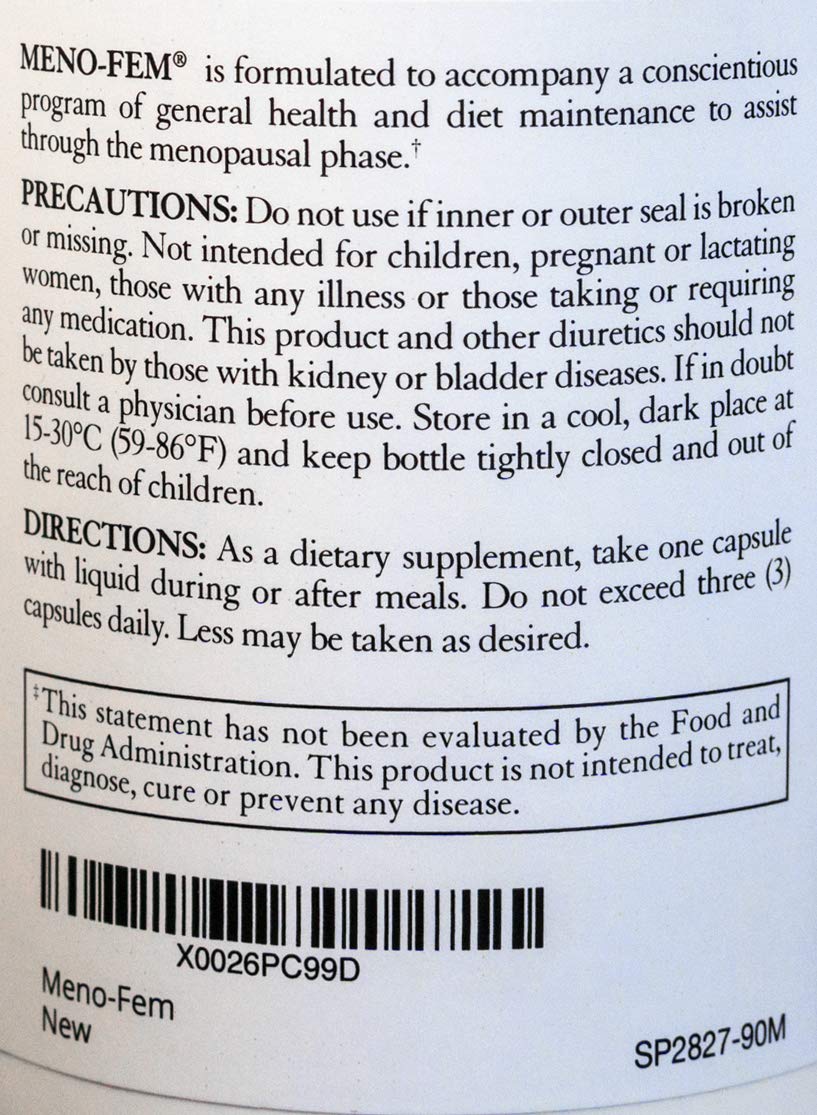 MENO-FEM® is formulated to accompany a conscientious
program of general health and diet maintenance to assist
through the menopausal phase.†
PRECAUTIONS: Do not use if inner or outer seal is broken
or missing. Not intended for children, pregnant or lactating
women, those with any illness or those taking or requiring
any medication. This product and other diuretics should not
be taken by those with kidney or bladder diseases. If in doubt
consult a physician before use. Store in a cool, dark place at
15-30°C (59-86°F) and keep bottle tightly closed and out of
the reach of children.
DIRECTIONS: As a dietary supplement, take one capsule
with liquid during or after meals. Do not exceed three (3)
capsules daily. Less may be taken as desired.
‡This statement has not been evaluated by the Food and
Drug Administration. This product is not intended to treat,
diagnose, cure or prevent any disease.
X0026PC99D
Meno-Fem
New
SP2827-90M